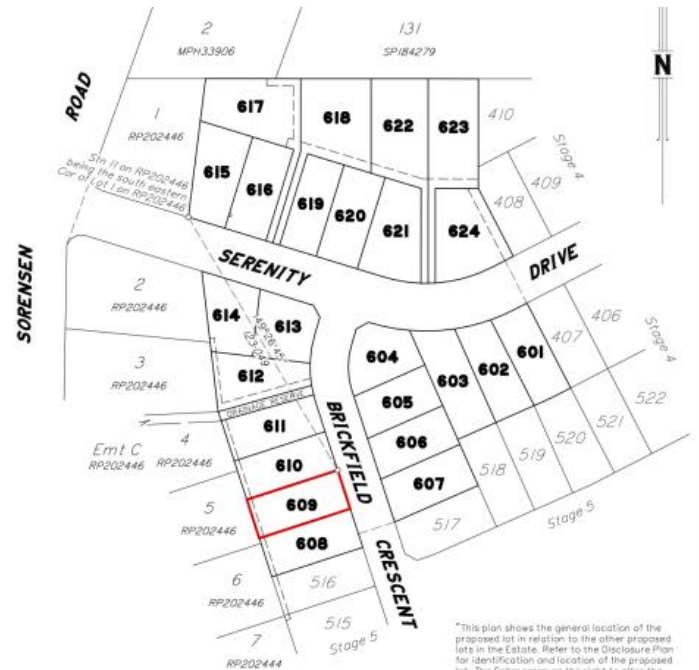 2
MPH33906
131
SP184279
N
ROAD
1
RP202446
617
618
622
623
410
Stage 4
409
408
615
616
619
620
621
624
Stn 11 on RP202446
being the south eastern
Cor of Lot 1 on RP202446
SERENITY
DRIVE
SORENSEN
2
RP202446
614
613
149°26'45"
123·049
3
RP202446
612
DRAINAGE RESERVE
604
603
602
601
407
406
Stage 4
605
606
607
BRICKFIELD
611
Emt C
RP202446
4
RP202446
610
609
608
5
RP202446
522
521
520
519
518
517
Stage 5
CRESCENT
6
RP202446
516
515
Stage 5
7
RP202444
"This plan shows the general location of the
proposed lot in relation to the other proposed
lots in the Estate. Refer to the Disclosure Plan
for identification and location of the proposed